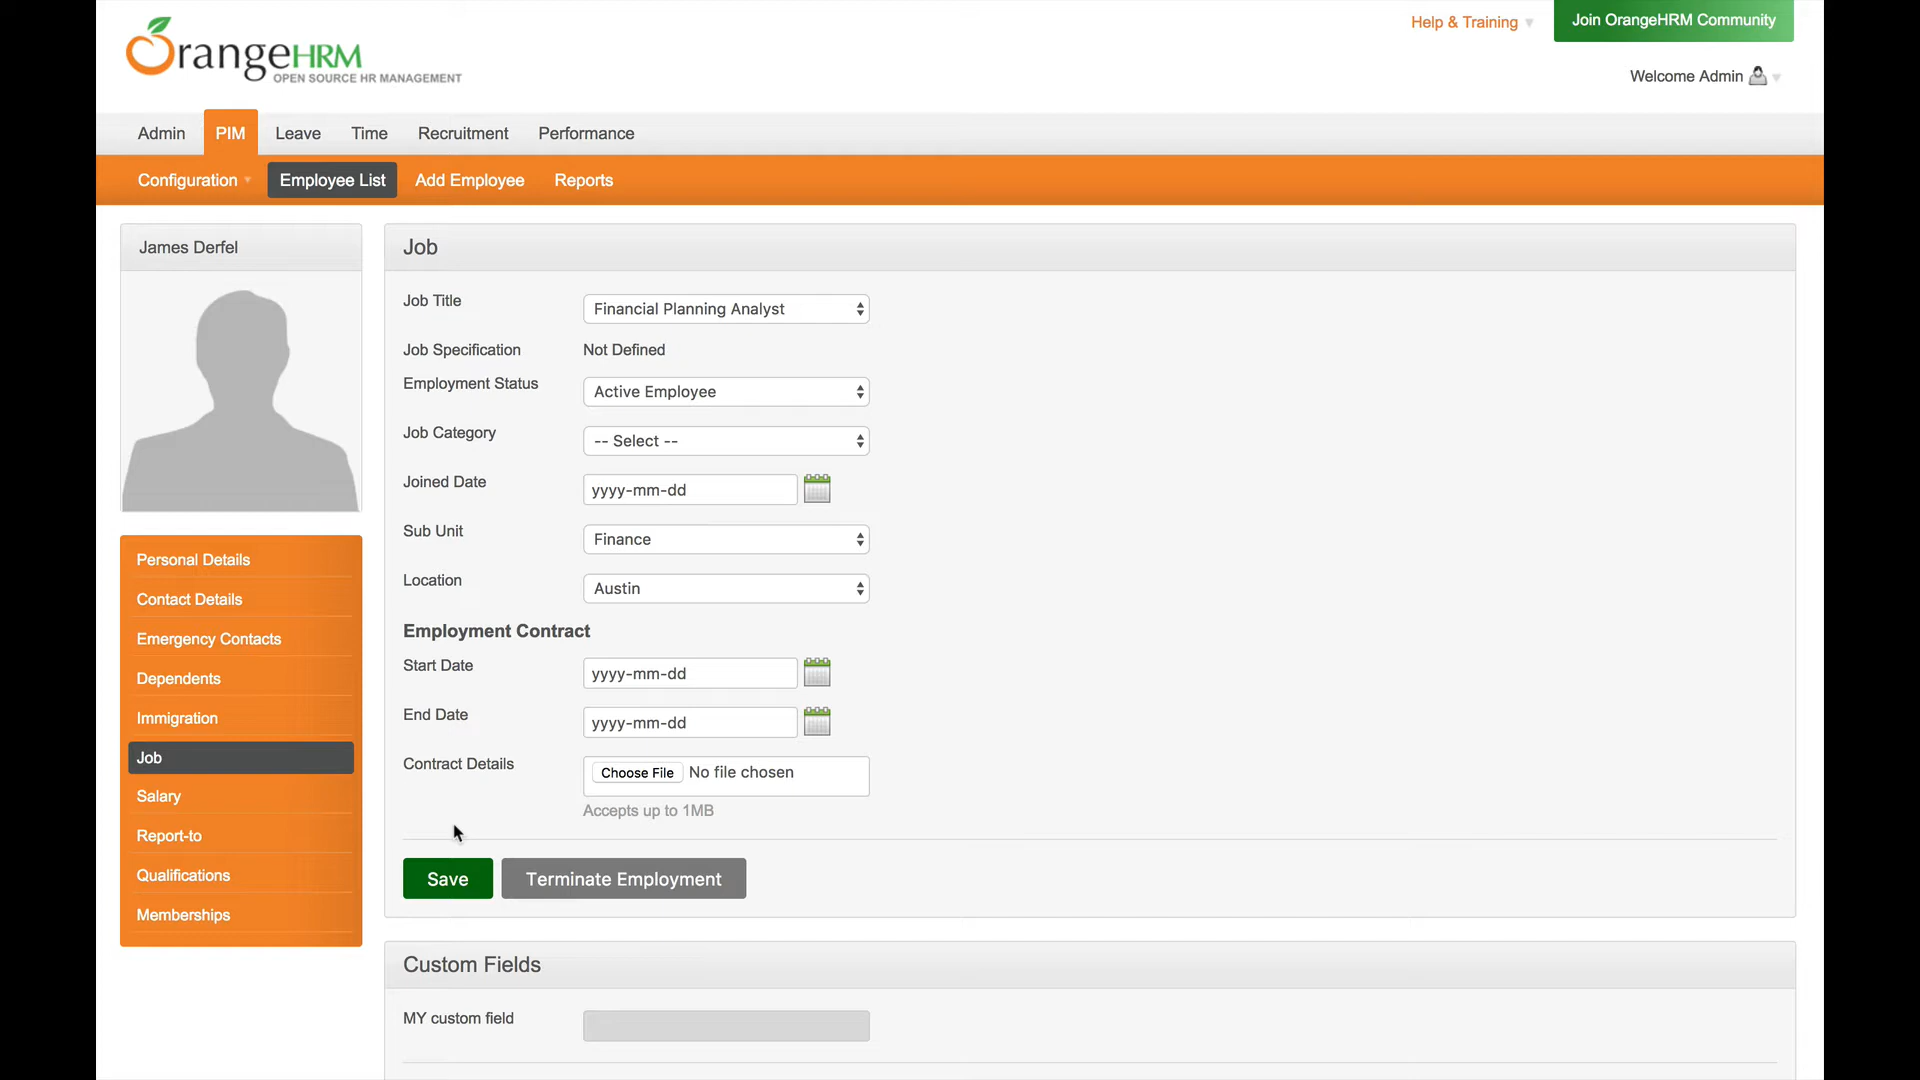 Help & Training
Join OrangeHRM Community
OrangeHRM
OPEN SOURCE HR MANAGEMENT
Welcome Admin
Admin PIM Leave Time Recruitment Performance
Configuration Employee List Add Employee Reports
James Derfel
Personal Details
Contact Details
Emergency Contacts
Dependents
Immigration
Job
Salary
Report-to
Qualifications
Memberships
Job
Job Title Financial Planning Analyst
Job Specification Not Defined
Employment Status Active Employee
Job Category -- Select --
Joined Date yyyy-mm-dd
Sub Unit Finance
Location Austin
Employment Contract
Start Date yyyy-mm-dd
End Date yyyy-mm-dd
Contract Details Choose File No file chosen
Accepts up to 1MB
Save Terminate Employment
Custom Fields
MY custom field